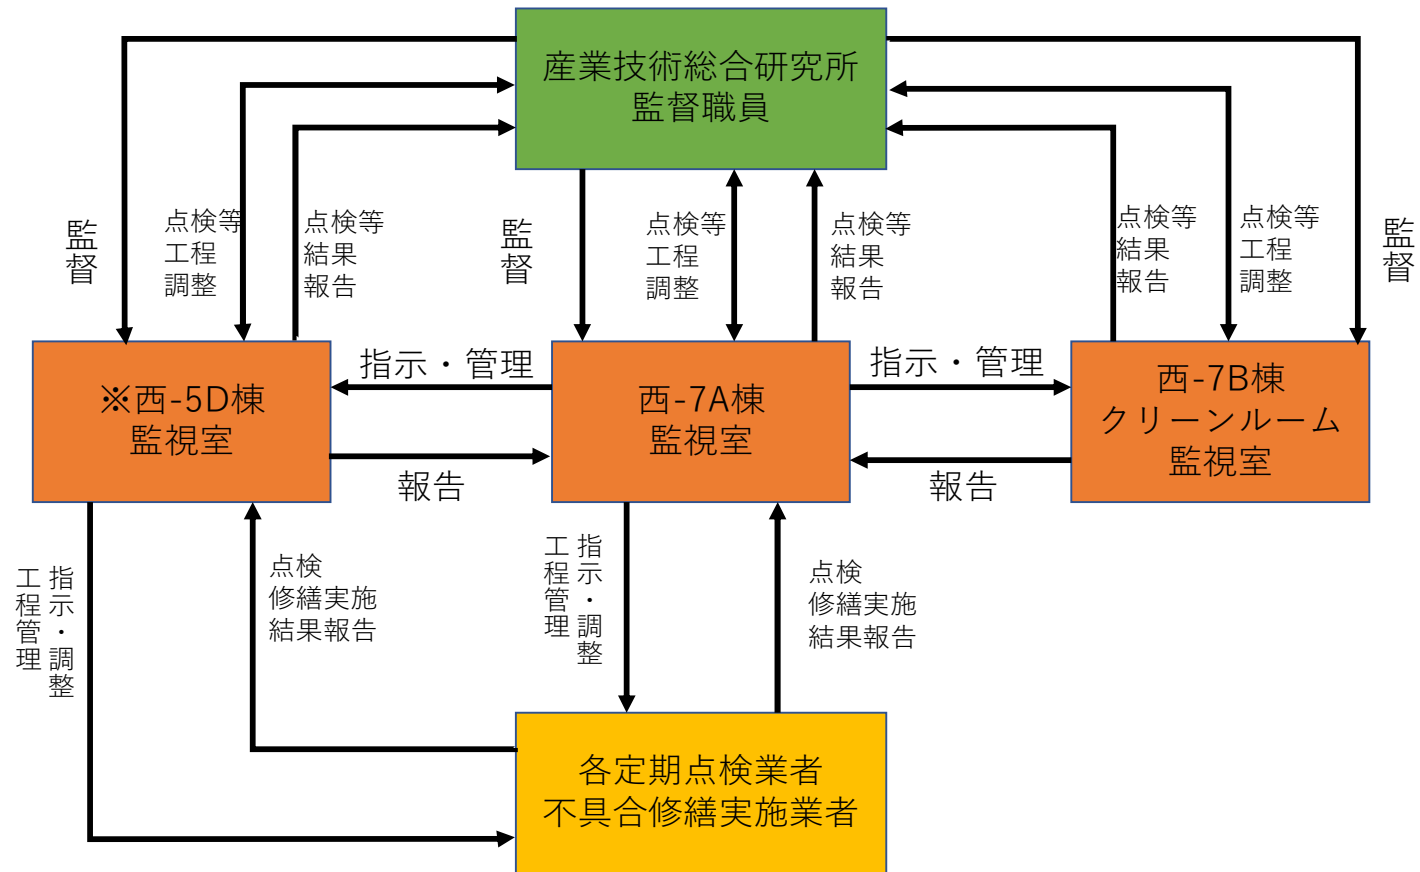 産業技術総合研究所
監督職員
監督
点検等
工程
調整
点検等
結果
報告
監督
点検等
工程
調整
点検等
結果
報告
点検等
結果
報告
点検等
工程
調整
監督
※西-5D棟
監視室
指示・管理
報告
西-7A棟
監視室
指示・管理
報告
西-7B棟
クリーンルーム
監視室
指示・調整
工程管理
点検
修繕実施
結果報告
指示・調整
工程管理
点検
修繕実施
結果報告
各定期点検業者
不具合修繕実施業者